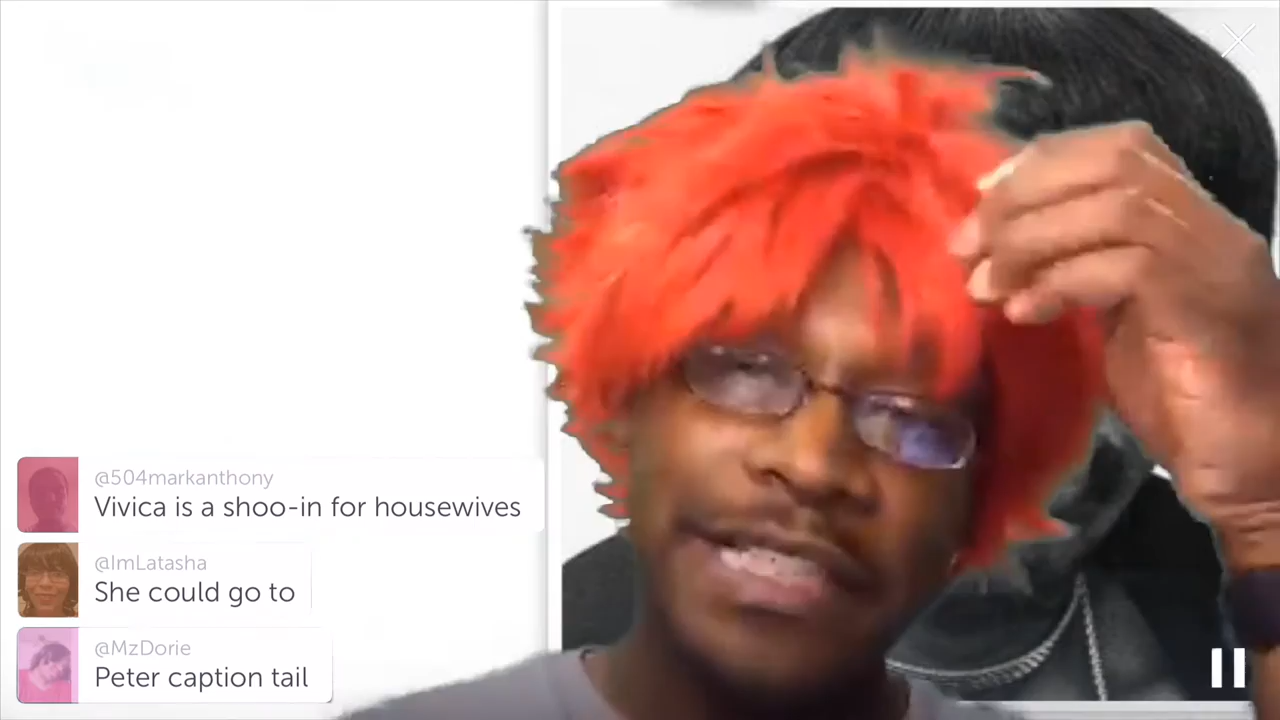 @504markanthony
Vivica is a shoo-in for housewives
@ImLatasha
She could go to
@MzDorie
Peter caption tail